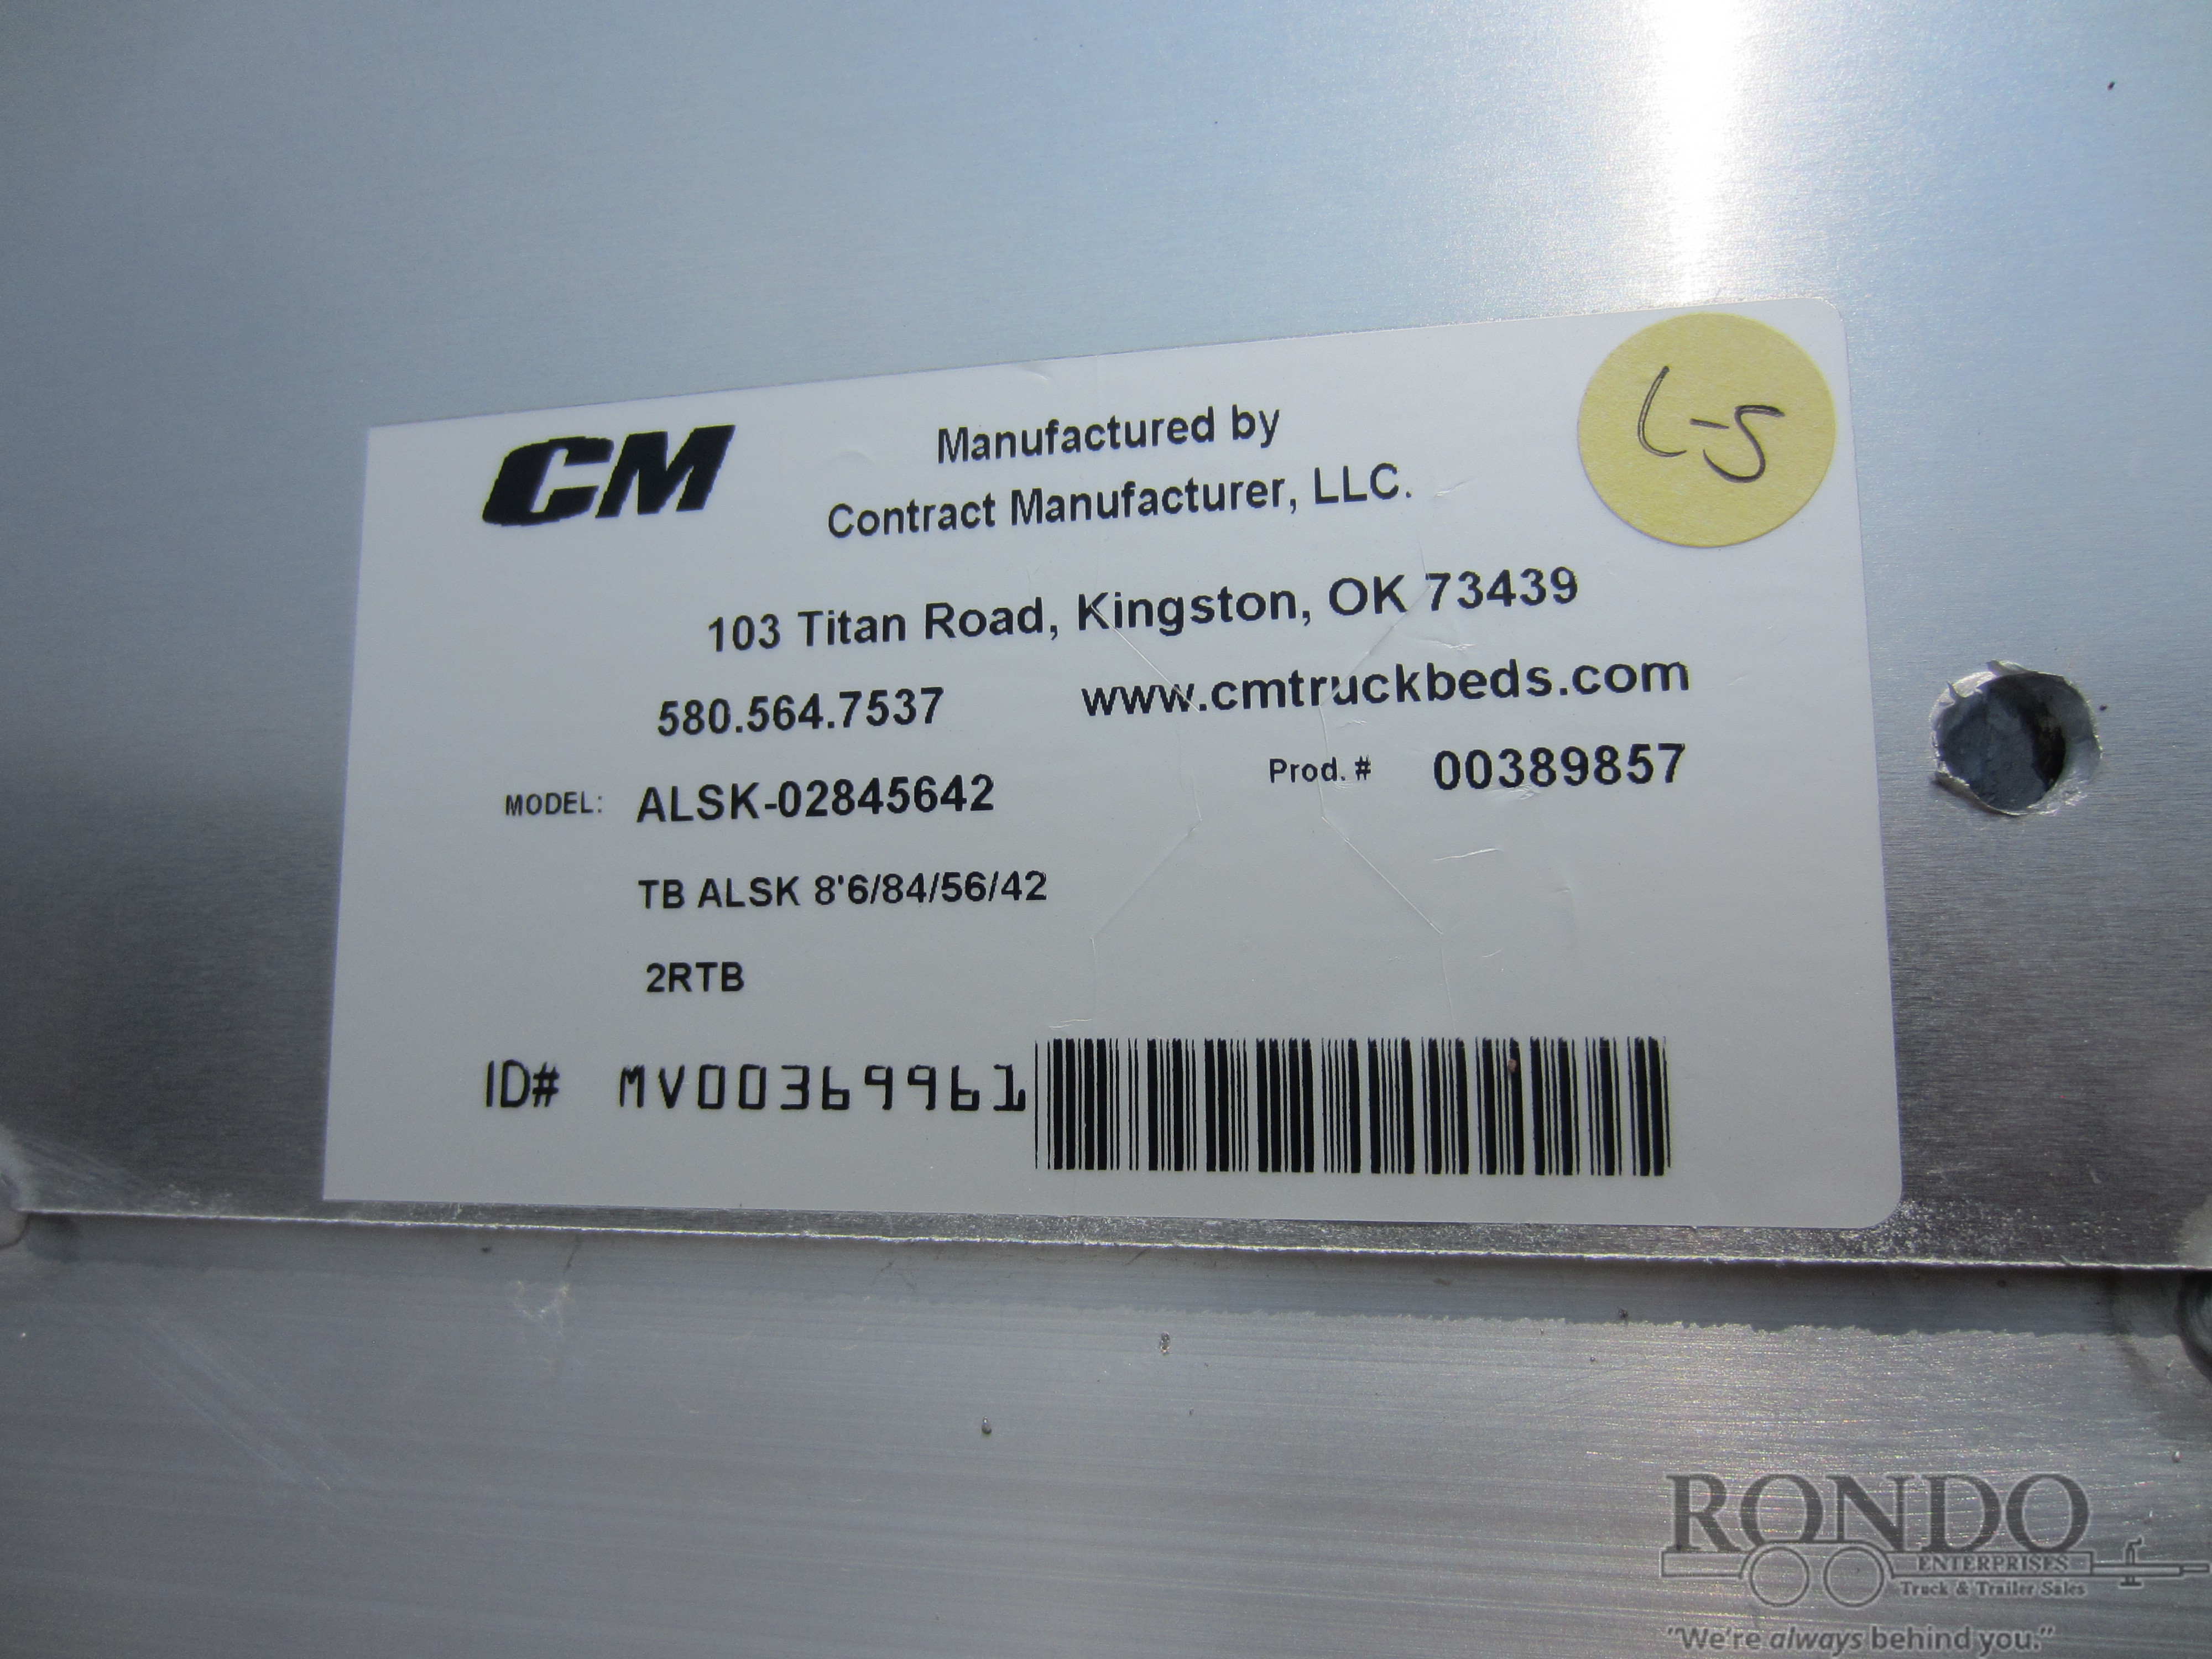 CM
Manufactured by
Contract Manufacturer, LLC.
L-5
103 Titan Road, Kingston, OK 73439
580.564.7537 www.cmtruckbeds.com
MODEL: ALSK-02845642 Prod. # 00389857
TB ALSK 8'6/84/56/42
2RTB
ID# MV00369961
RONDO
ENTERPRISES
Truck & Trailer Sales
"We're always behind you."